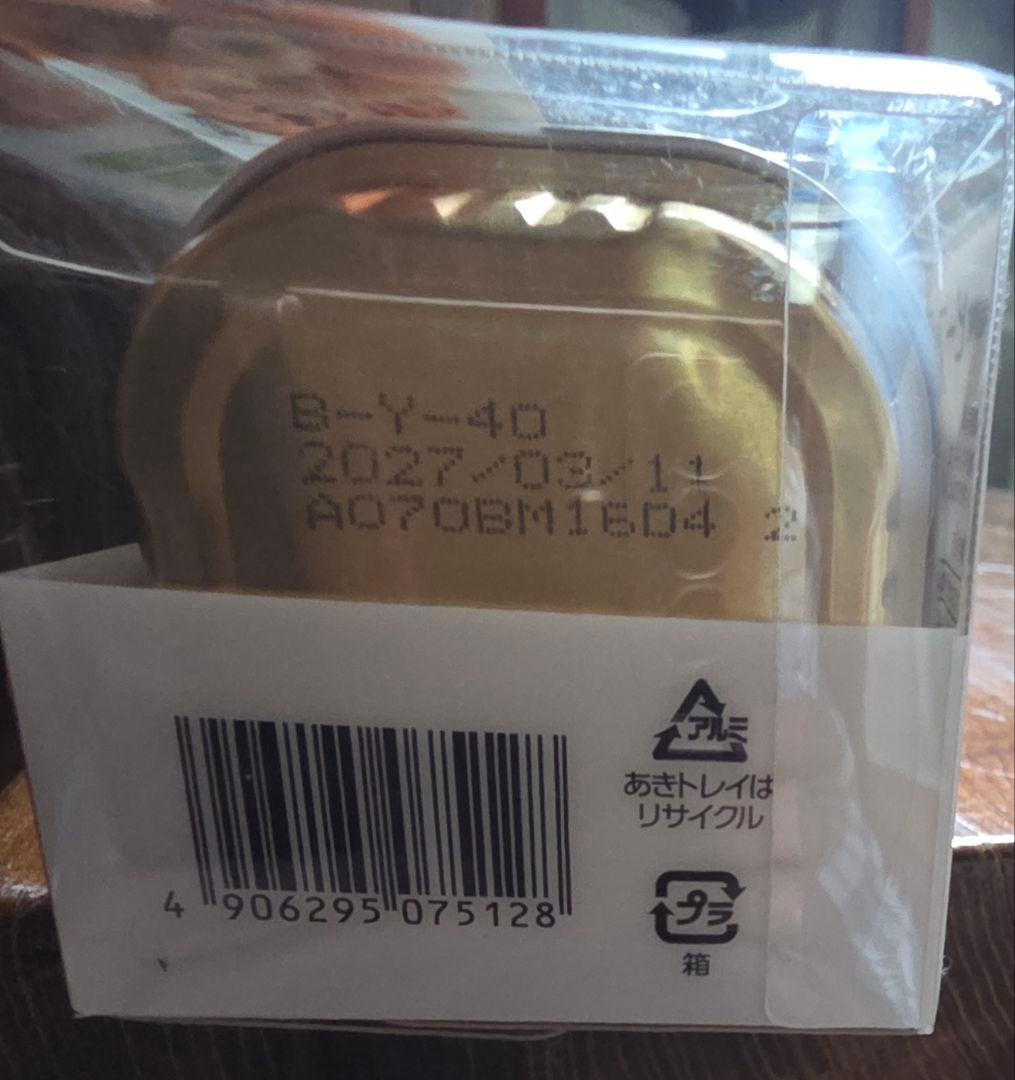 B-Y-40
2027/03/11
A070BM1604 2
アルミ
あきトレイは
リサイクル
4 906295 075128
プラ
箱